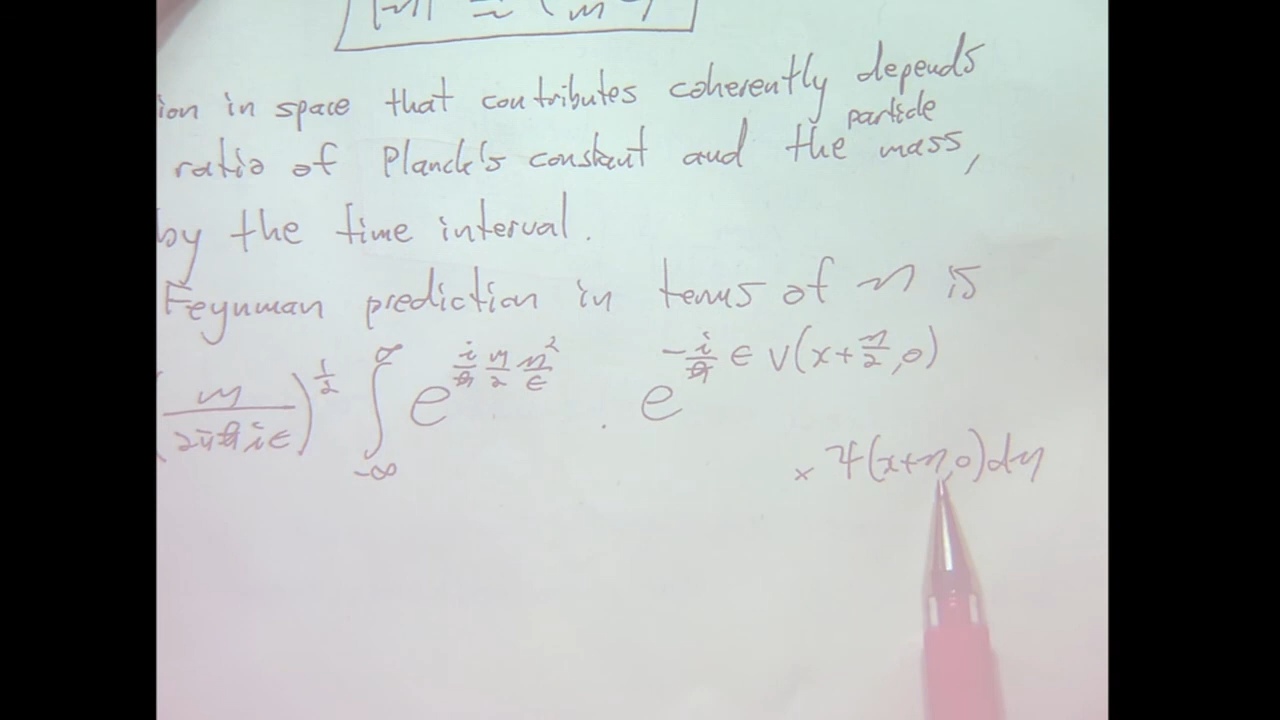 ion in space that contributes coherently depends
particle
ratio of Planck's constant and the mass,
by the time interval.
Feynman prediction in terms of η is
(m/2πℏiε)^{1/2} ∫_{-∞}^{∞} e^{i/ℏ m/2 η²/ε} · e^{-i/ℏ ε V(x+η/2,0)}
× Ψ(x+η,0)dη